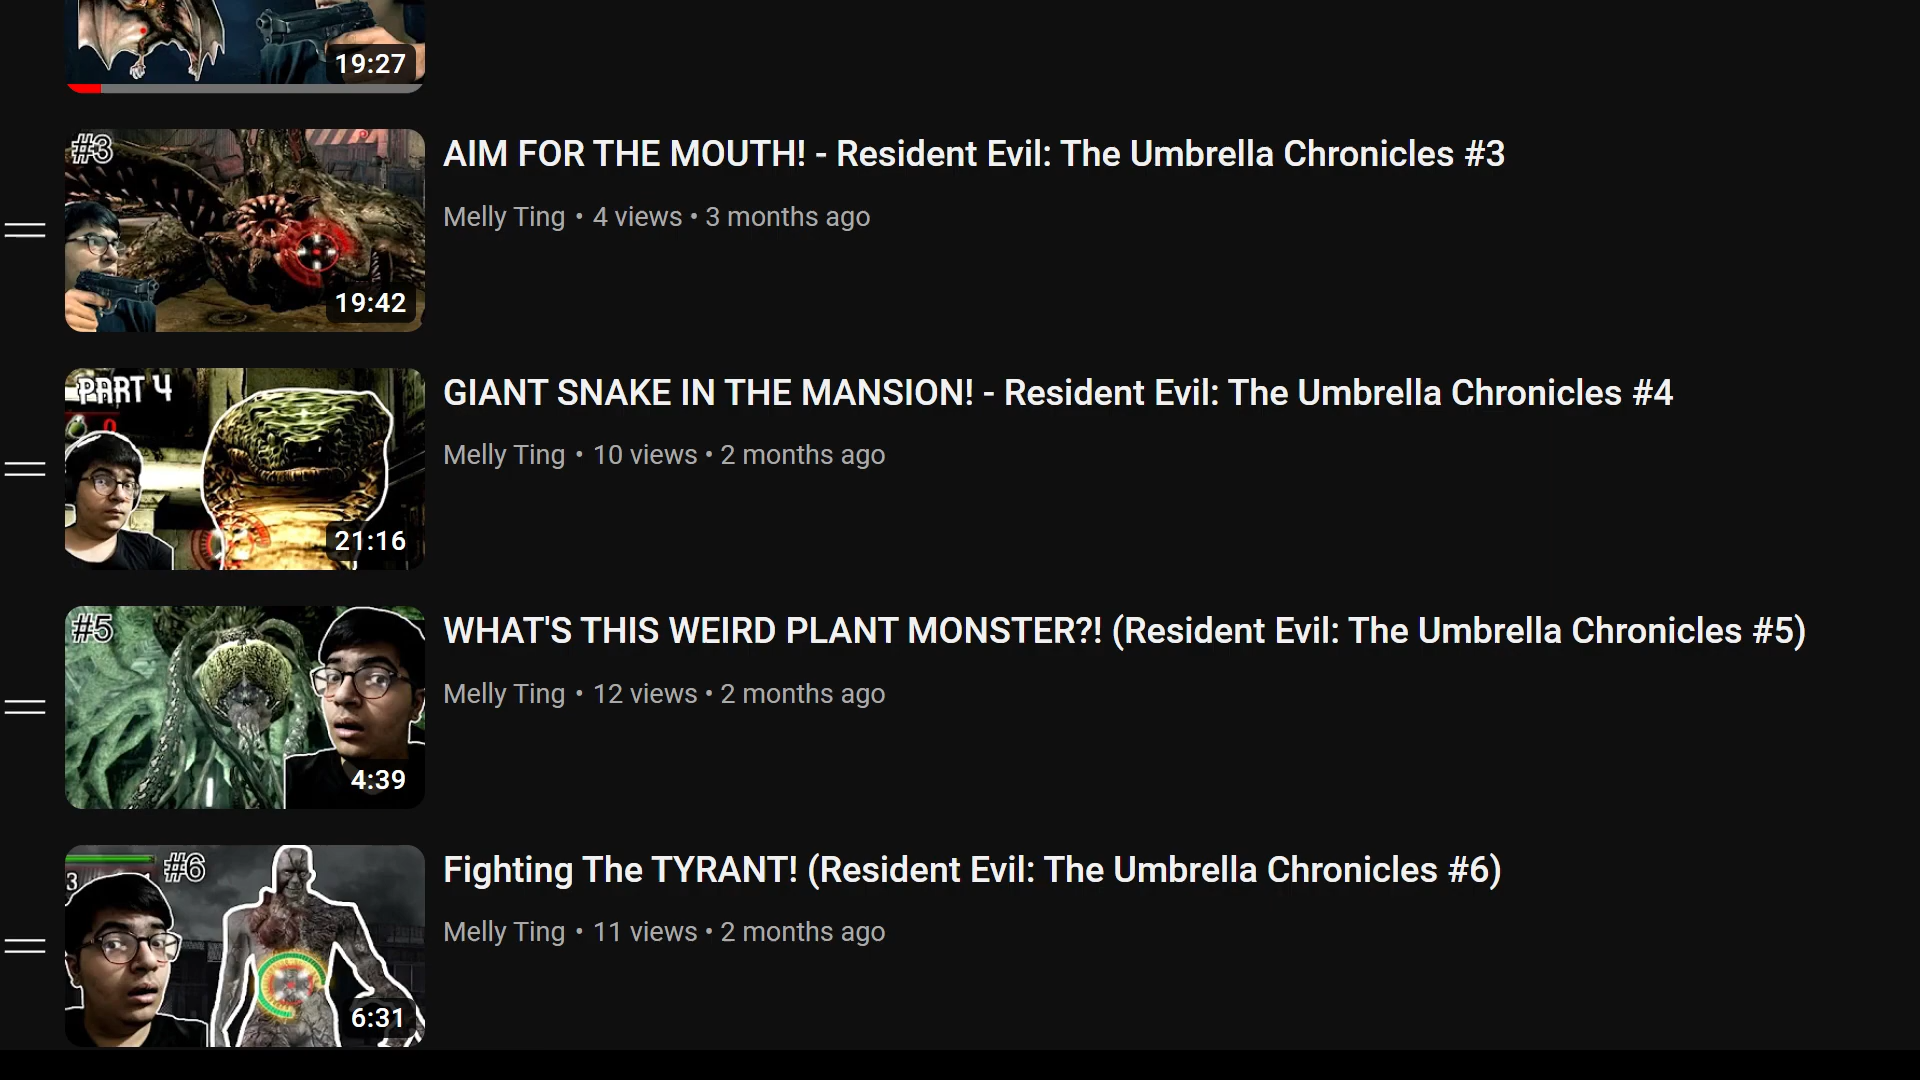 19:27
#3
19:42
AIM FOR THE MOUTH! - Resident Evil: The Umbrella Chronicles #3
Melly Ting • 4 views • 3 months ago
PART 4
0
21:16
GIANT SNAKE IN THE MANSION! - Resident Evil: The Umbrella Chronicles #4
Melly Ting • 10 views • 2 months ago
#5
4:39
WHAT'S THIS WEIRD PLANT MONSTER?! (Resident Evil: The Umbrella Chronicles #5)
Melly Ting • 12 views • 2 months ago
#6
3
6:31
Fighting The TYRANT! (Resident Evil: The Umbrella Chronicles #6)
Melly Ting • 11 views • 2 months ago